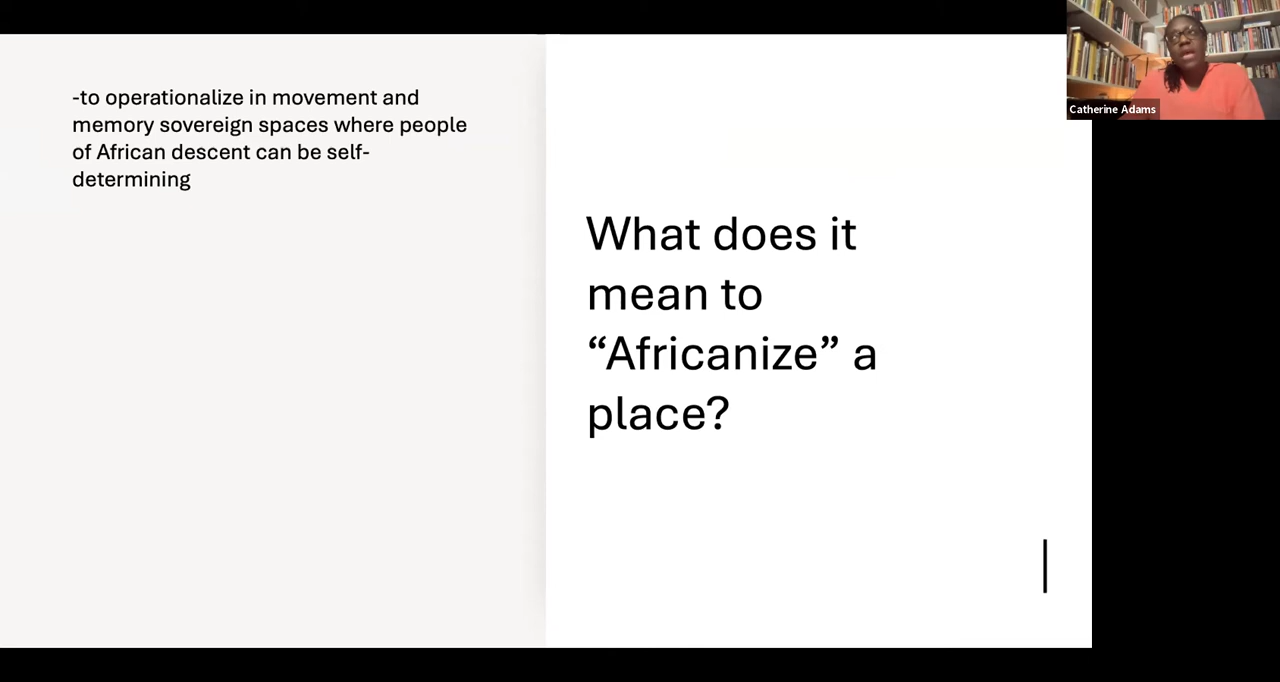 -to operationalize in movement and
memory sovereign spaces where people
of African descent can be self-
determining
What does it
mean to
“Africanize” a
place?
Catherine Adams